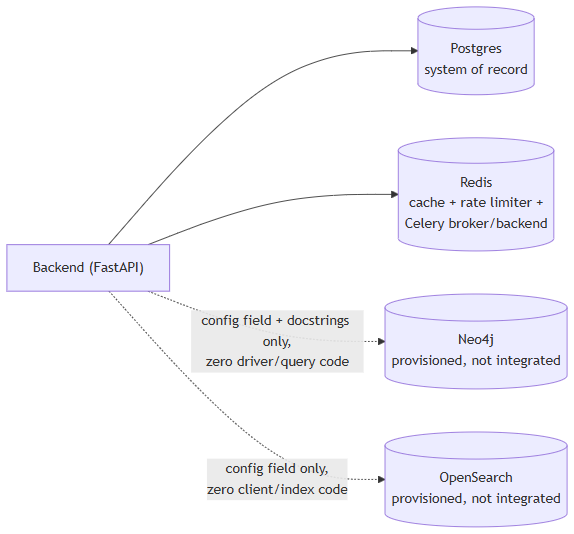 Postgres
system of record
Redis
cache + rate limiter +
Celery broker/backend
Backend (FastAPI)
config field + docstrings
only,
zero driver/query code
Neo4j
provisioned, not integrated
config field only,
zero client/index code
OpenSearch
provisioned, not integrated